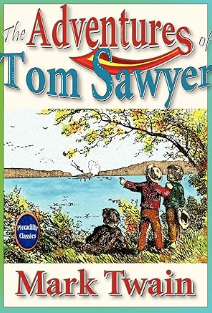 The Adventures of
Tom Sawyer
Piccadilly
Classics
Mark Twain